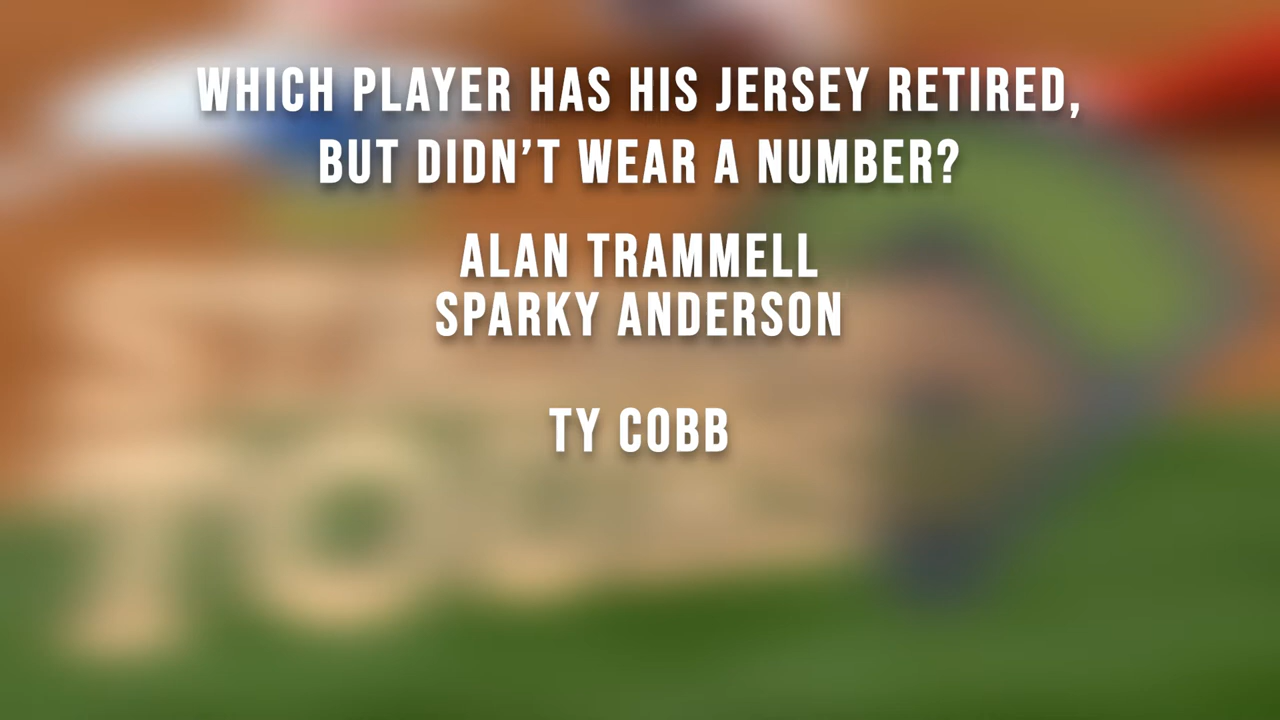 WHICH PLAYER HAS HIS JERSEY RETIRED,
BUT DIDN'T WEAR A NUMBER?
ALAN TRAMMELL
SPARKY ANDERSON
TY COBB